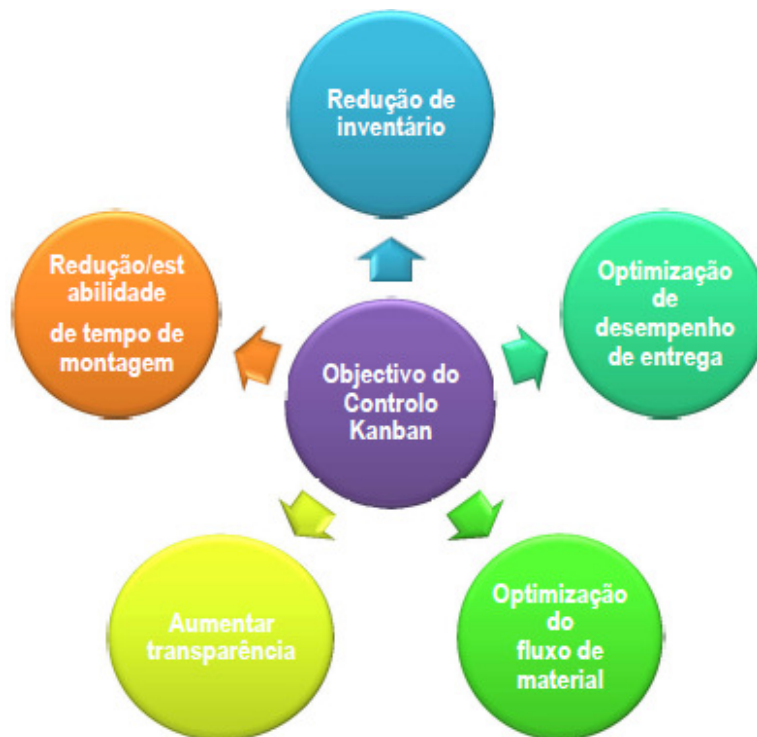 Redução de
inventário
Redução/est
abilidade
de tempo de
montagem
Optimização
de
desempenho
de entrega
Objectivo do
Controlo
Kanban
Aumentar
transparência
Optimização
do
fluxo de
material